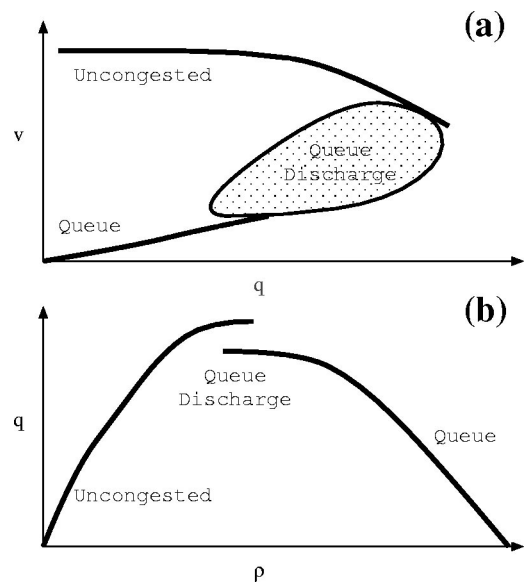 (a)
Uncongested
v
Queue
Discharge
Queue
q
(b)
Queue
Discharge
q
Queue
Uncongested
ρ